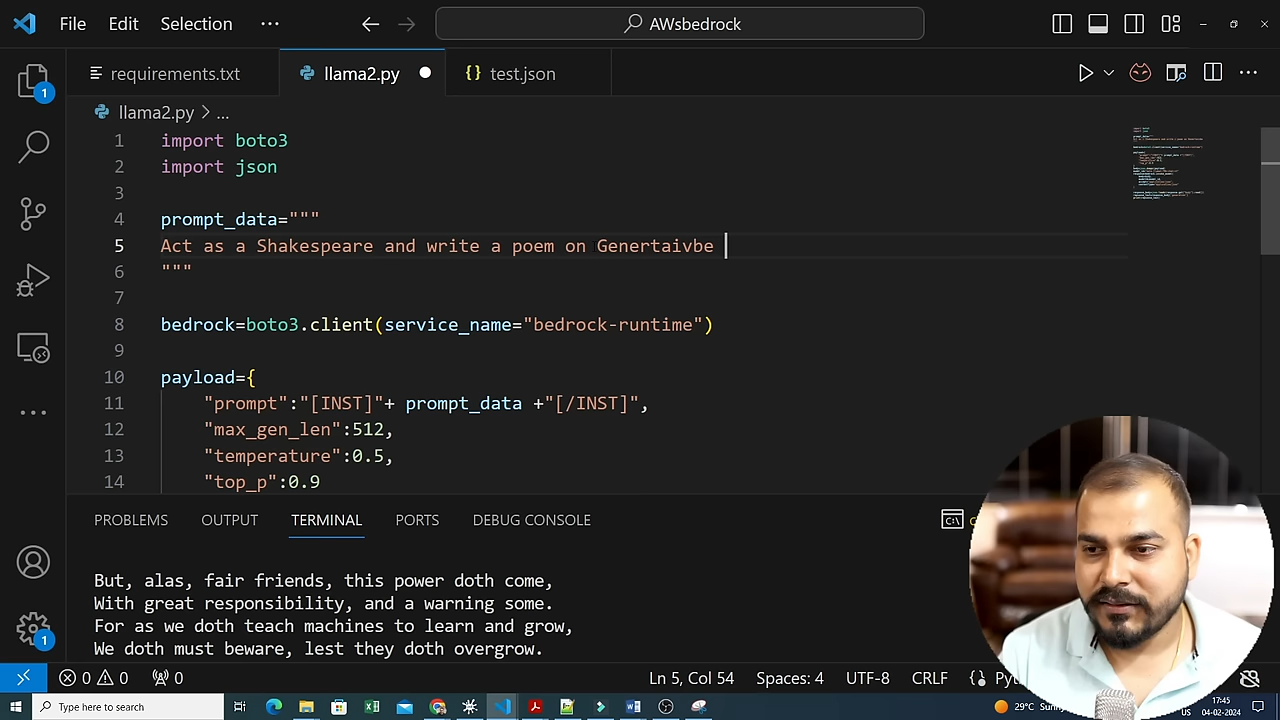 File Edit Selection ··· AWsbedrock
requirements.txt llama2.py test.json
llama2.py > ...
1 import boto3
2 import json
3
4 prompt_data="""
5 Act as a Shakespeare and write a poem on Genertaivbe
6 """
7
8 bedrock=boto3.client(service_name="bedrock-runtime")
9
10 payload={
11 "prompt":"[INST]"+ prompt_data +"[/INST]",
12 "max_gen_len":512,
13 "temperature":0.5,
14 "top_p":0.9
PROBLEMS OUTPUT TERMINAL PORTS DEBUG CONSOLE
But, alas, fair friends, this power doth come,
With great responsibility, and a warning some.
For as we doth teach machines to learn and grow,
We doth must beware, lest they doth overgrow.
1
1
0 0 0 Ln 5, Col 54 Spaces: 4 UTF-8 CRLF
Type here to search 29°C 17:45
US 04-02-2024